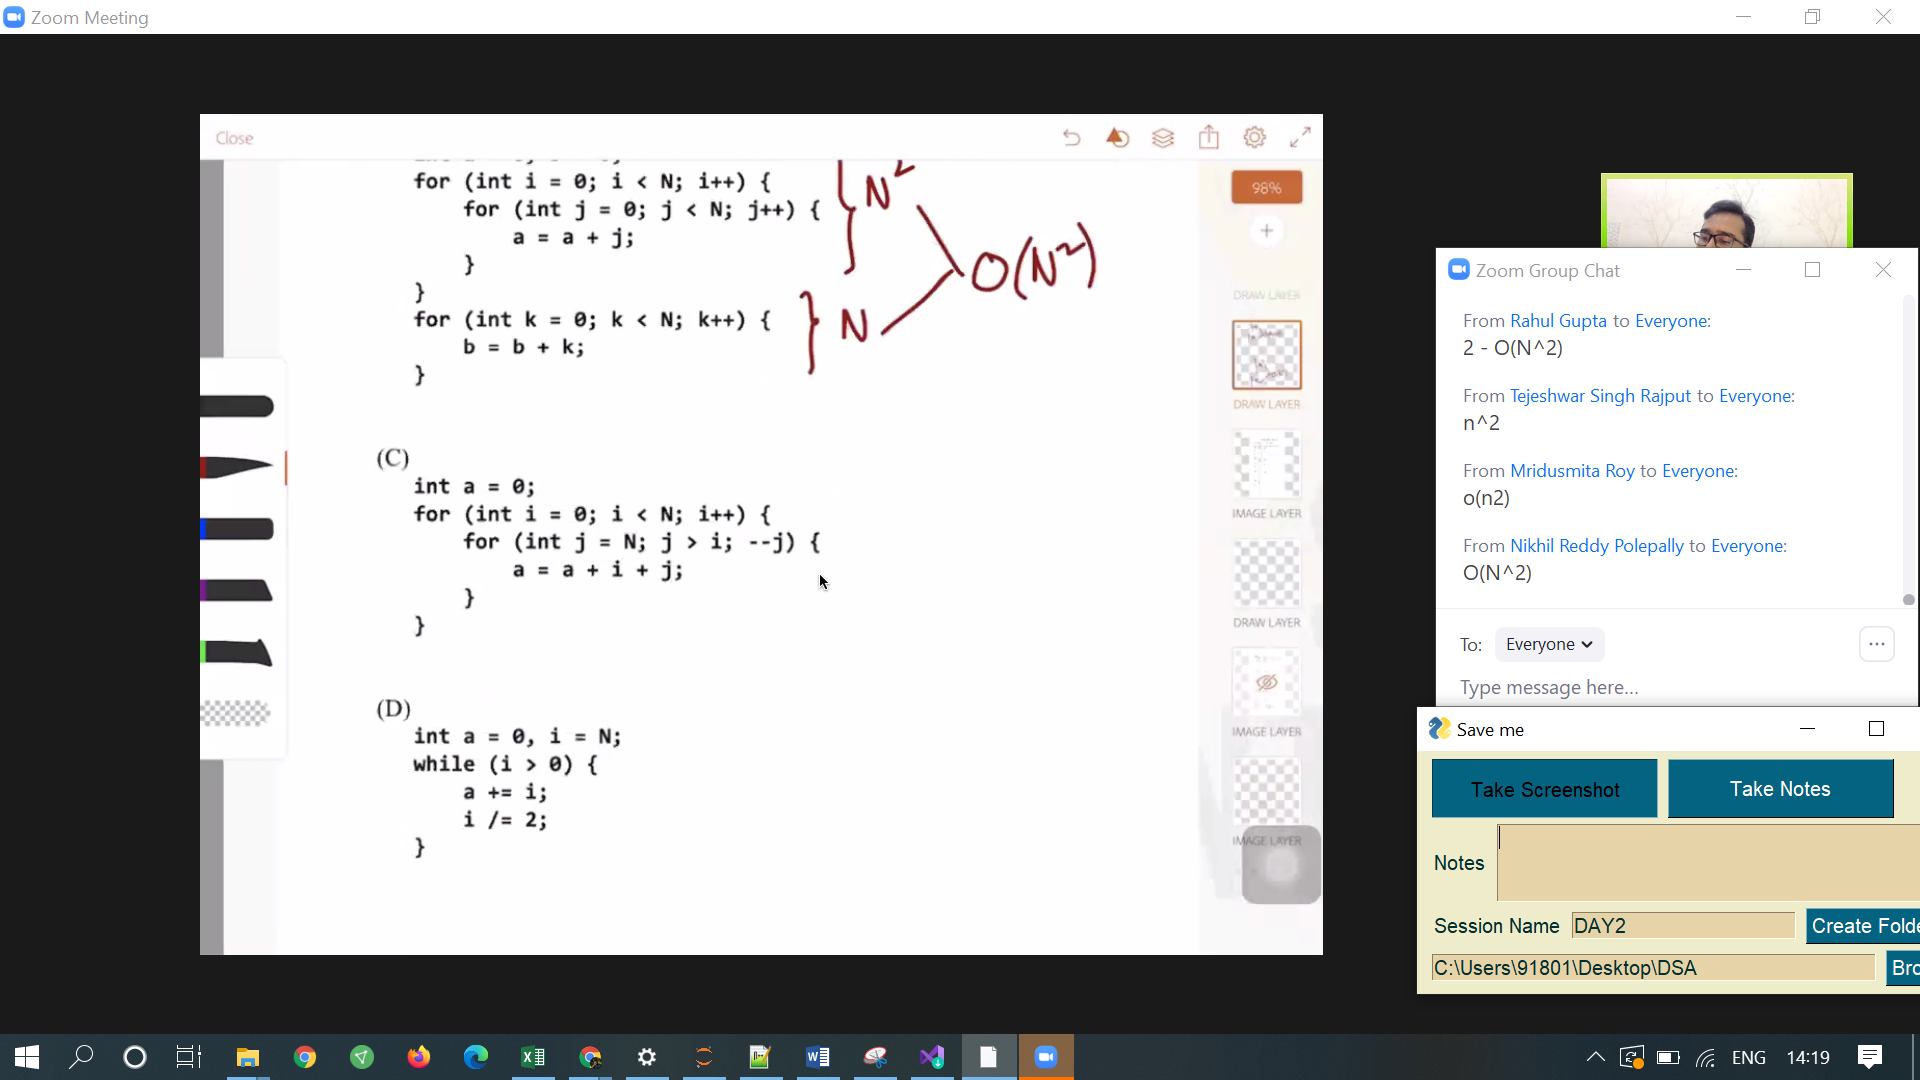 Zoom Meeting
Close
for (int i = 0; i < N; i++) {
for (int j = 0; j < N; j++) {
a = a + j;
}
}
for (int k = 0; k < N; k++) {
b = b + k;
}
N²
N
O(N²)
(C)
int a = 0;
for (int i = 0; i < N; i++) {
for (int j = N; j > i; --j) {
a = a + i + j;
}
}
(D)
int a = 0, i = N;
while (i > 0) {
a += i;
i /= 2;
}
98%
DRAW LAYER
DRAW LAYER
IMAGE LAYER
DRAW LAYER
IMAGE LAYER
IMAGE LAYER
Zoom Group Chat
From Rahul Gupta to Everyone:
2 - O(N^2)
From Tejeshwar Singh Rajput to Everyone:
n^2
From Mridusmita Roy to Everyone:
o(n2)
From Nikhil Reddy Polepally to Everyone:
O(N^2)
To: Everyone
Type message here...
Save me
Take Screenshot
Take Notes
Notes
Session Name DAY2
Create Folde
C:\Users\91801\Desktop\DSA
Bro
ENG
14:19